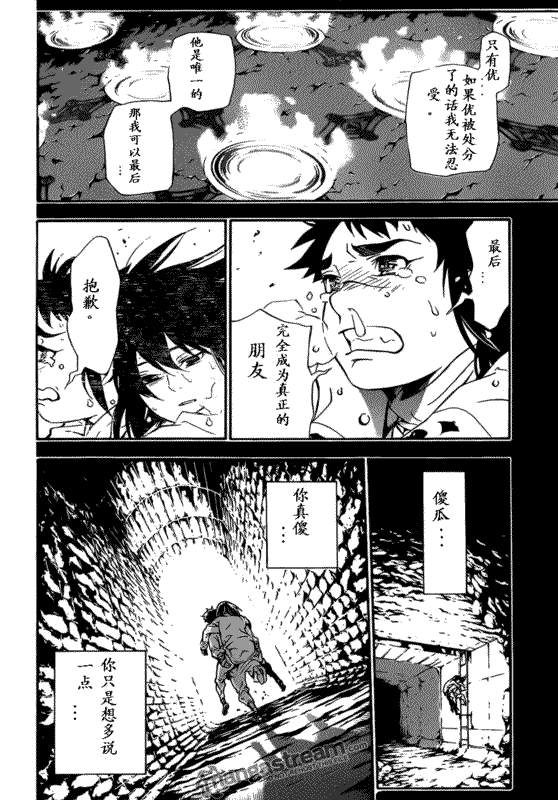 只有优…
如果优被处分
了的话我无法忍
受。
他是唯一的
那我可以最后
…
最后
…
完全成为真正的
朋友
抱歉。
傻瓜…
你真傻
…
你只是想多说
一点…
mangastream.com